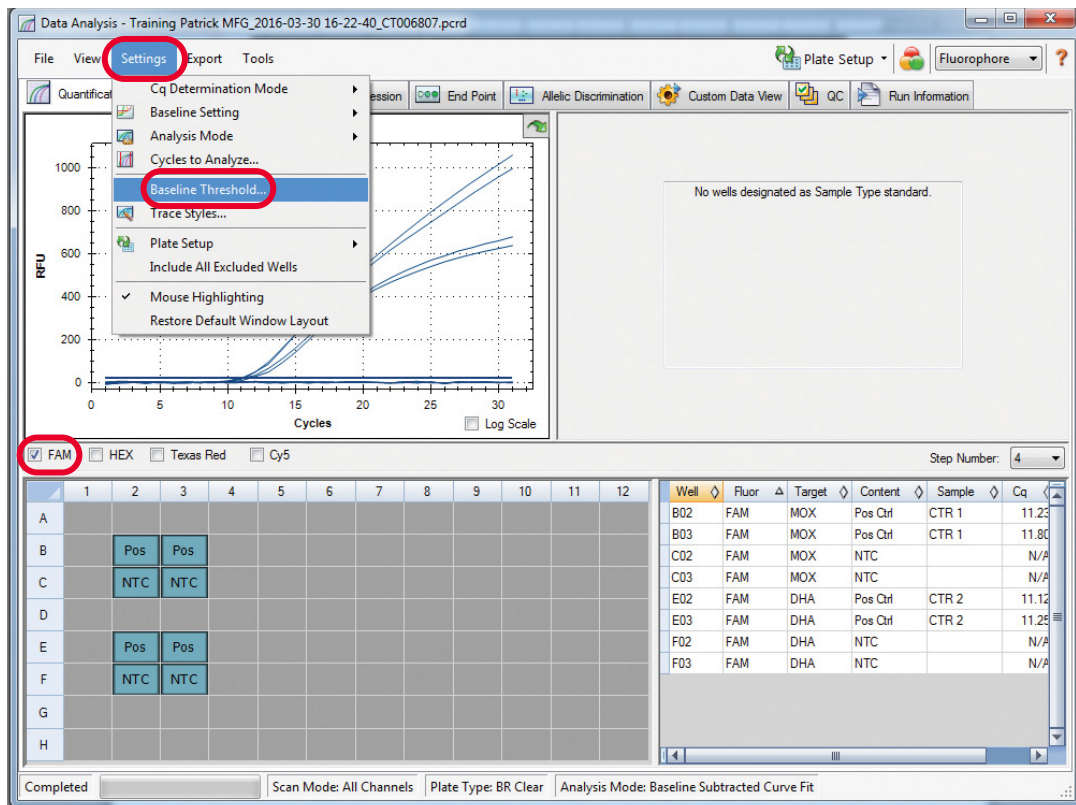 Data Analysis - Training Patrick MFG_2016-03-30 16-22-40_CT006807.pcrd
File View Settings Export Tools Plate Setup Fluorophore ?
Quantificat ession End Point Allelic Discrimination Custom Data View QC Run Information
Cq Determination Mode
Baseline Setting
Analysis Mode
Cycles to Analyze...
Baseline Threshold...
Trace Styles...
Plate Setup
Include All Excluded Wells
Mouse Highlighting
Restore Default Window Layout
1000
800
600
400
200
0
RFU
0 5 10 15 20 25 30
Cycles
Log Scale
No wells designated as Sample Type standard.
FAM HEX Texas Red Cy5 Step Number: 4
1 2 3 4 5 6 7 8 9 10 11 12
A
B Pos Pos
C NTC NTC
D
E Pos Pos
F NTC NTC
G
H
Well Fluor Target Content Sample Cq
B02 FAM MOX Pos Ctrl CTR 1 11.23
B03 FAM MOX Pos Ctrl CTR 1 11.80
C02 FAM MOX NTC N/A
C03 FAM MOX NTC N/A
E02 FAM DHA Pos Ctrl CTR 2 11.12
E03 FAM DHA Pos Ctrl CTR 2 11.25
F02 FAM DHA NTC N/A
F03 FAM DHA NTC N/A
Completed Scan Mode: All Channels Plate Type: BR Clear Analysis Mode: Baseline Subtracted Curve Fit